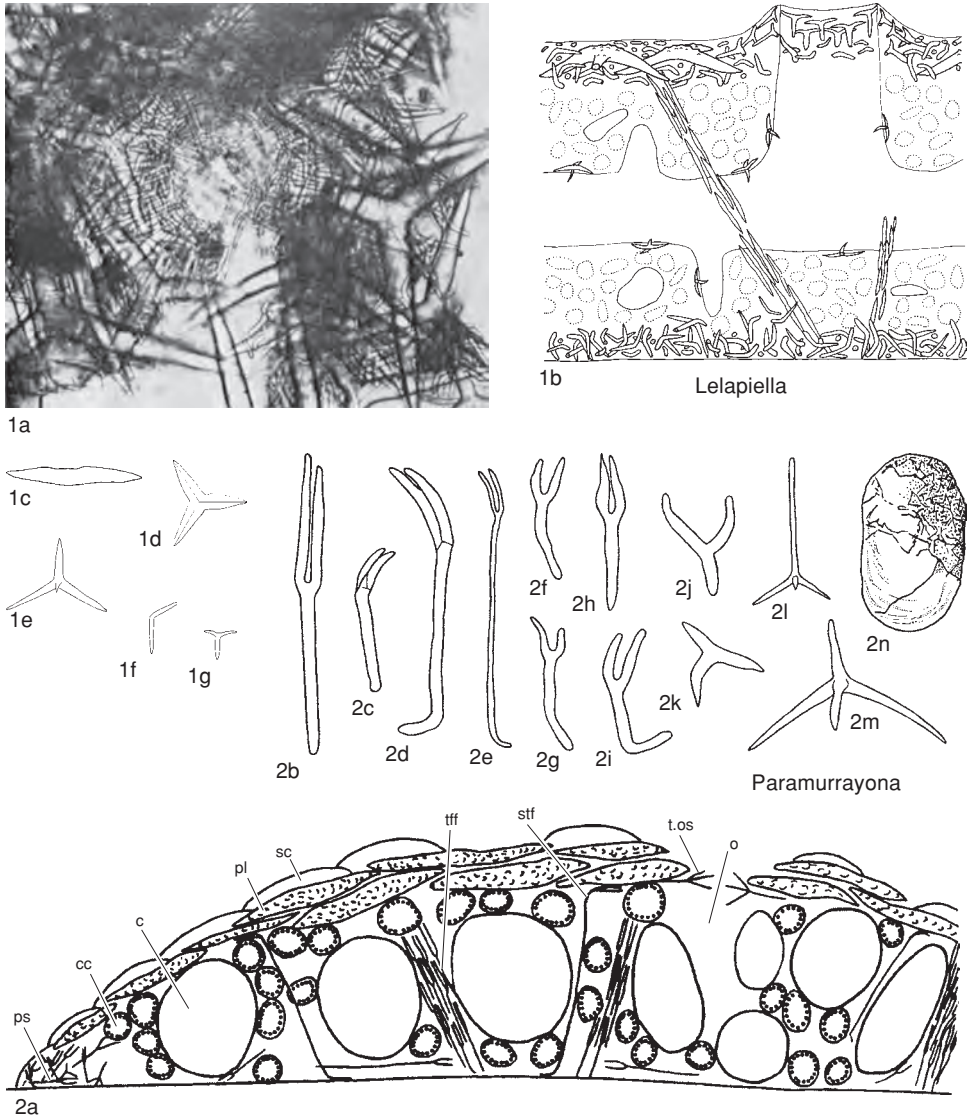 1a
1b
Lelapiella
1c
1d
1e
1f
1g
2b
2c
2d
2e
2f
2g
2h
2i
2j
2k
2l
2m
2n
Paramurrayona
ps
cc
c
pl
sc
tff
stf
t.os
o
2a